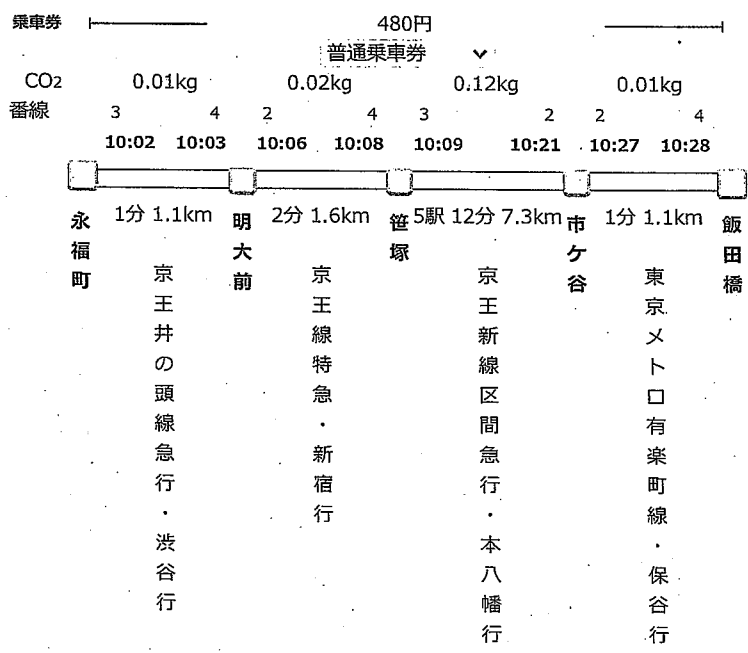 乗車券 480円
普通乗車券
CO2 0.01kg 0.02kg 0.12kg 0.01kg
番線 3 4 2 4 3 2 2 4
10:02 10:03 10:06 10:08 10:09 10:21 10:27 10:28
1分 1.1km 2分 1.6km 5駅 12分 7.3km 1分 1.1km
永福町
京王井の頭線急行・渋谷行
明大前
京王線特急・新宿行
笹塚
京王新線区間急行・本八幡行
市ケ谷
東京メトロ有楽町線・保谷行
飯田橋